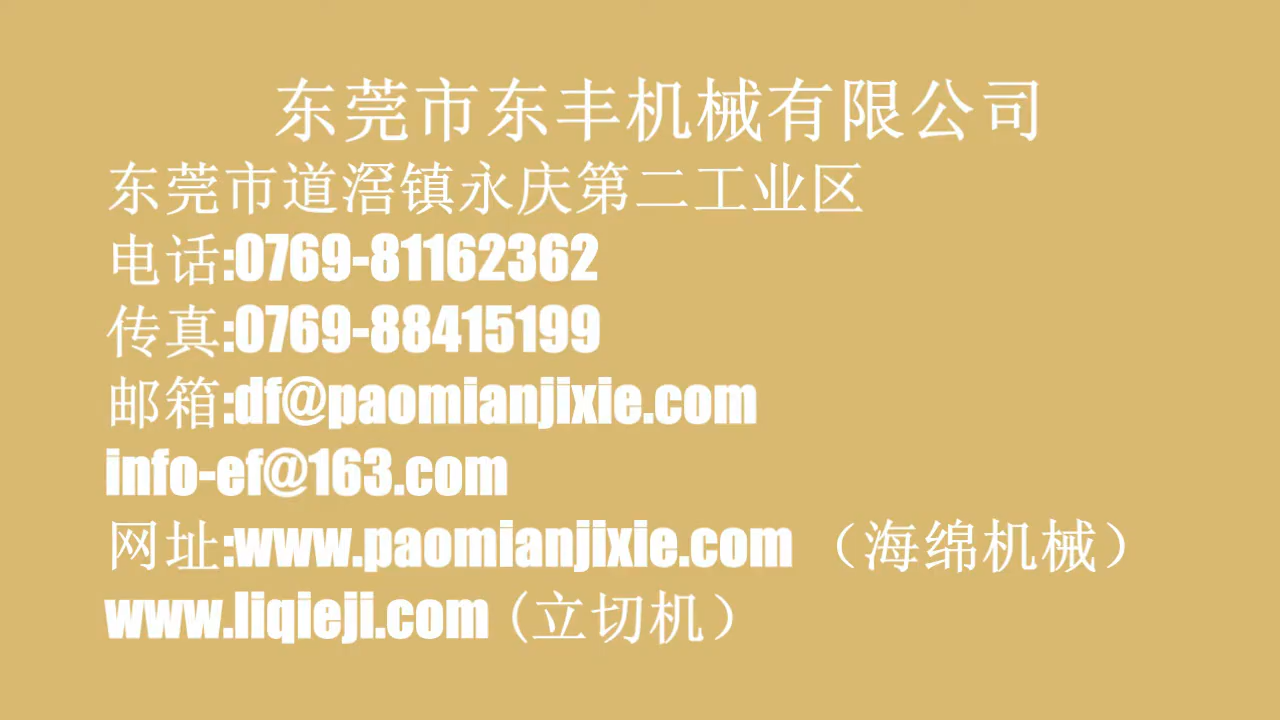 东莞市东丰机械有限公司
东莞市道滘镇永庆第二工业区
电话:0769-81162362
传真:0769-88415199
邮箱:df@paomianjixie.com
info-ef@163.com
网址:www.paomianjixie.com （海绵机械）
www.liqieji.com (立切机）